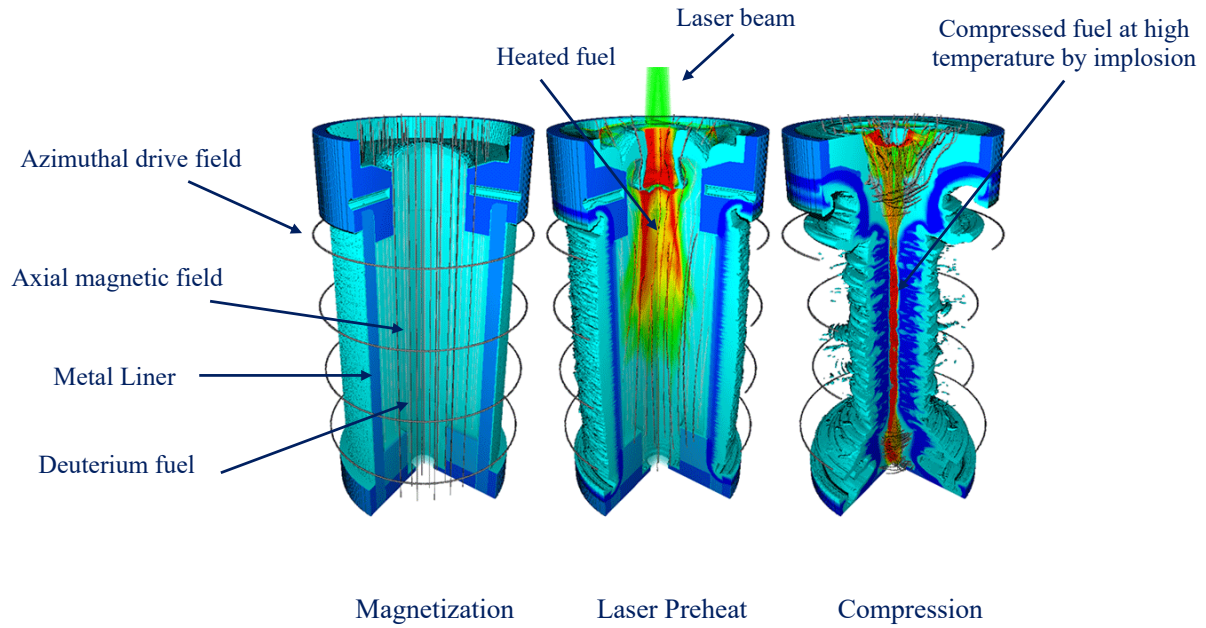 Laser beam
Heated fuel
Compressed fuel at high
temperature by implosion
Azimuthal drive field
Axial magnetic field
Metal Liner
Deuterium fuel
Magnetization
Laser Preheat
Compression